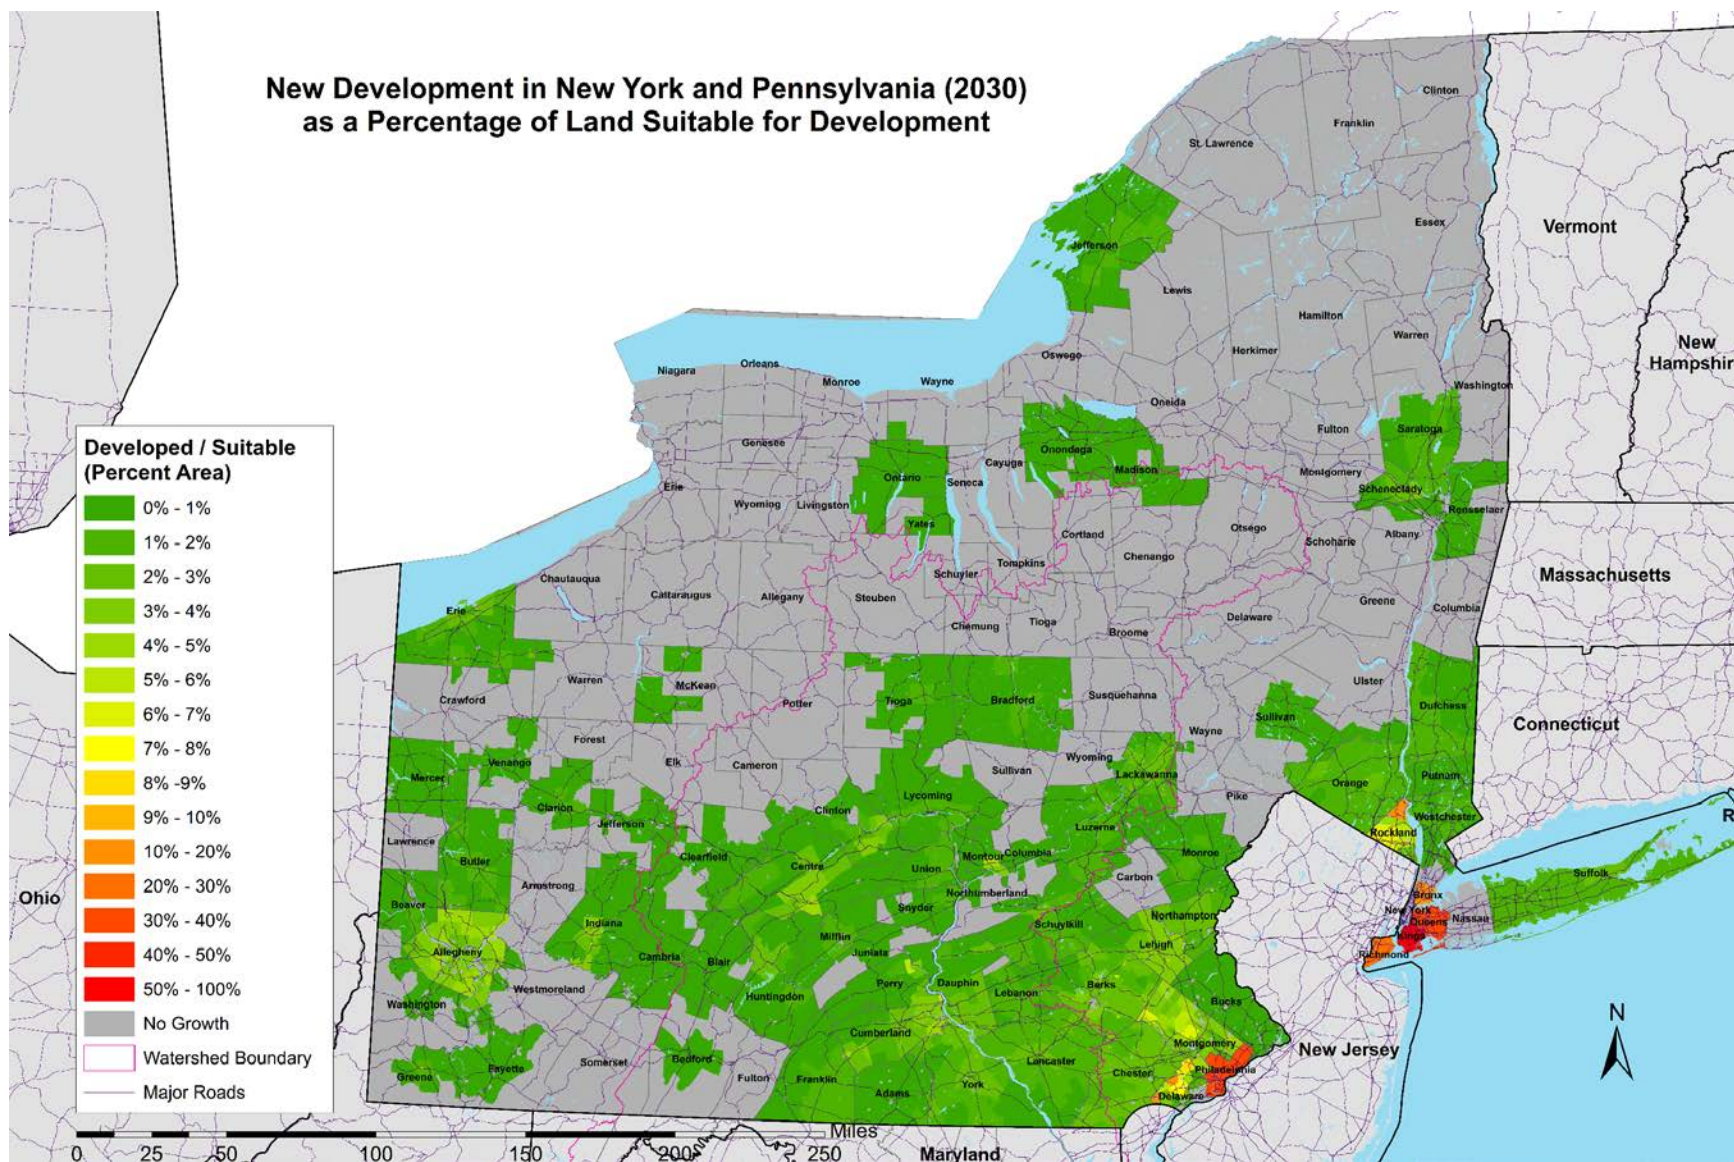 New Development in New York and Pennsylvania (2030)
as a Percentage of Land Suitable for Development
Clinton
Franklin
St. Lawrence
Essex
Vermont
Jefferson
Lewis
Hamilton
Warren
New
Hampshir
Herkimer
Oswego
Orleans
Niagara
Monroe
Wayne
Washington
Oneida
Fulton
Saratoga
Genesee
Onondaga
Cayuga
Madison
Montgomery
Ontario
Seneca
Erie
Schenectady
Wyoming
Livingston
Rensselaer
Yates
Otsego
Cortland
Chenango
Schoharie
Albany
Tompkins
Schuyler
Massachusetts
Chautauqua
Cattaraugus
Allegany
Steuben
Greene
Columbia
Erie
Delaware
Chemung
Tioga
Broome
Warren
McKean
Crawford
Potter
Tioga
Bradford
Susquehanna
Ulster
Dutchess
Sullivan
Connecticut
Wayne
Forest
Elk
Cameron
Sullivan
Wyoming
Lackawanna
Venango
Mercer
Orange
Putnam
Pike
Lycoming
Clarion
Clinton
Jefferson
Westchester
R
Luzerne
Rockland
Lawrence
Butler
Clearfield
Centre
Union
Montour
Columbia
Monroe
Carbon
Suffolk
Armstrong
Northumberland
Ohio
Beaver
Snyder
Bronx
New York
Queens
Nassau
Kings
Indiana
Schuylkill
Northampton
Mifflin
Lehigh
Allegheny
Cambria
Blair
Juniata
Richmond
Westmoreland
Huntingdon
Perry
Dauphin
Lebanon
Berks
Bucks
Washington
Cumberland
Montgomery
New Jersey
Somerset
Bedford
Fulton
Franklin
Adams
York
Lancaster
Chester
Philadelphia
Delaware
Greene
Fayette
Maryland
N
Developed / Suitable
(Percent Area)
0% - 1%
1% - 2%
2% - 3%
3% - 4%
4% - 5%
5% - 6%
6% - 7%
7% - 8%
8% -9%
9% - 10%
10% - 20%
20% - 30%
30% - 40%
40% - 50%
50% - 100%
No Growth
Watershed Boundary
Major Roads
Miles
0 25 50 100 150 200 250